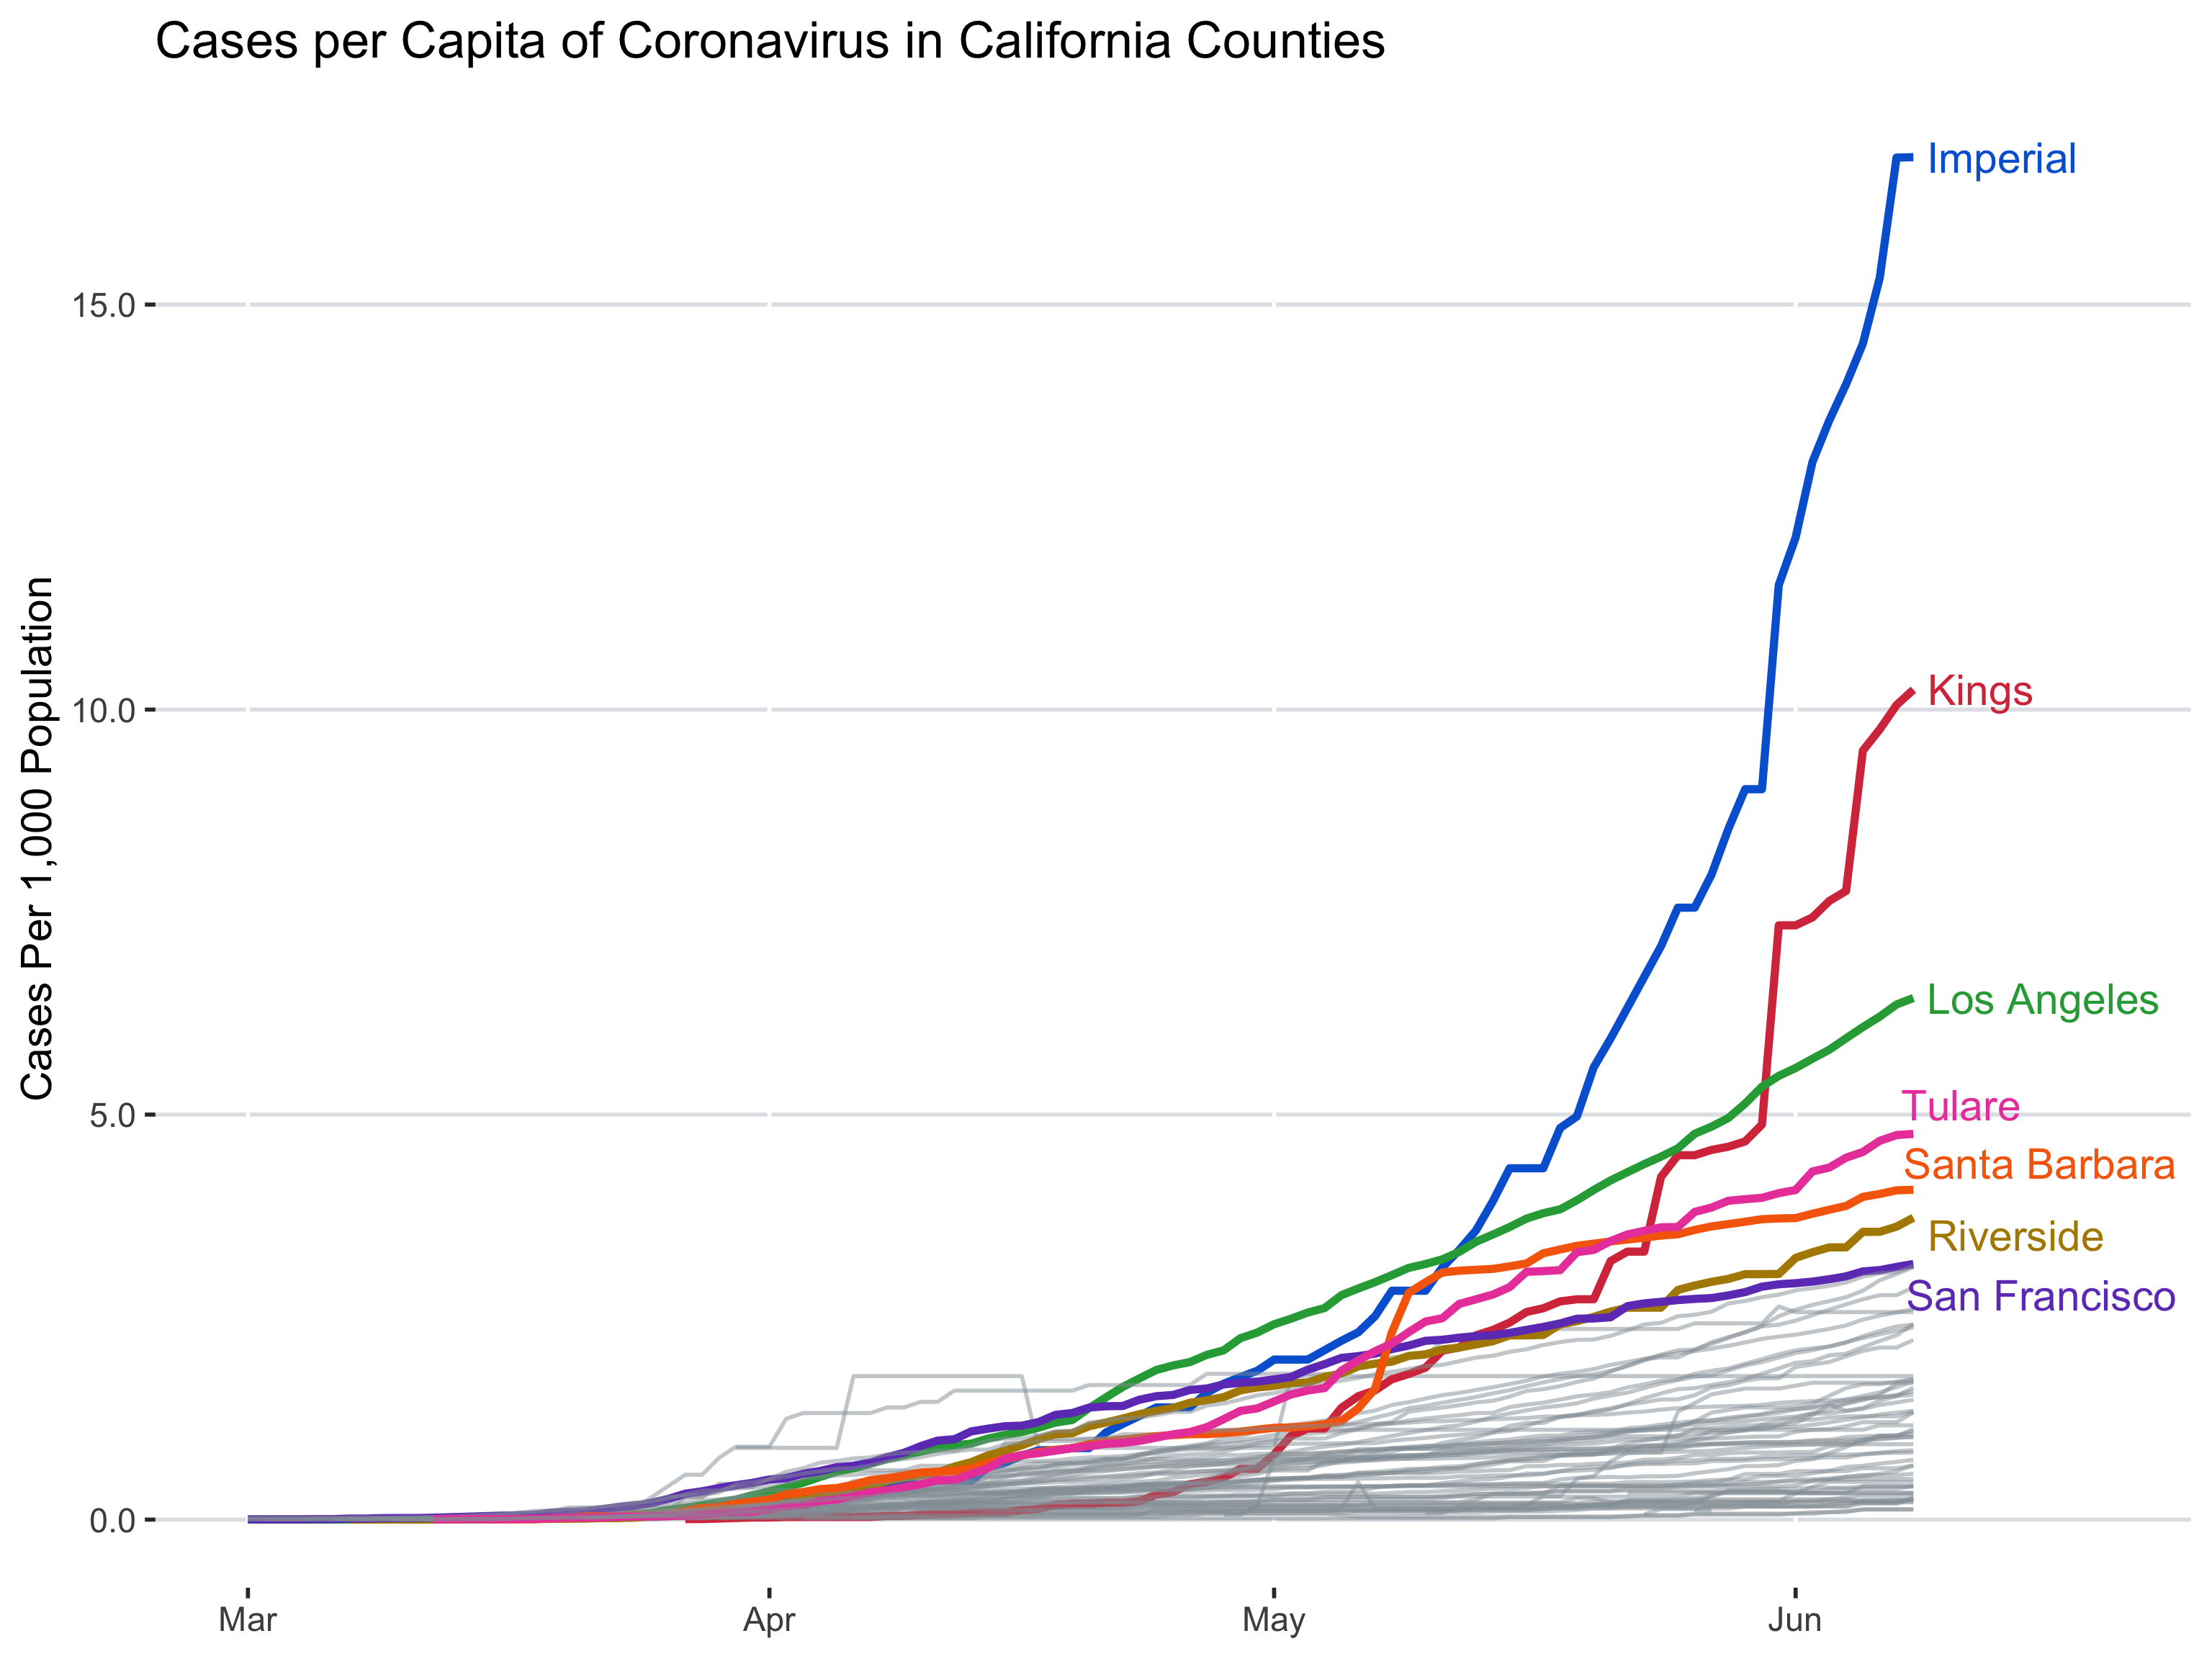 Cases per Capita of Coronavirus in California Counties
Cases Per 1,000 Population
15.0
10.0
5.0
0.0
Imperial
Kings
Los Angeles
Tulare
Santa Barbara
Riverside
San Francisco
Mar
Apr
May
Jun